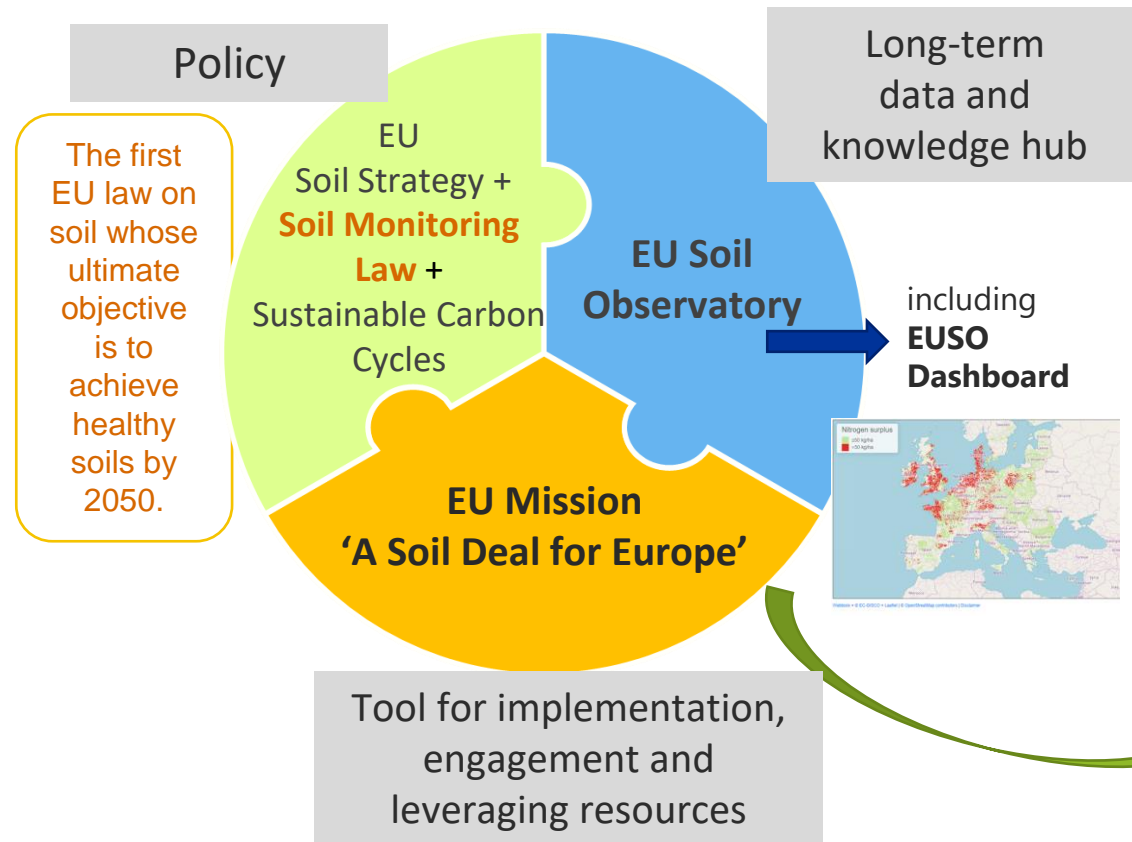 Policy
The first
EU law on
soil whose
ultimate
objective
is to
achieve
healthy
soils by
2050.
EU
Soil Strategy +
Soil Monitoring
Law +
Sustainable Carbon
Cycles
Long-term
data and
knowledge hub
EU Soil
Observatory
including
EUSO
Dashboard
Nitrogen surplus
EU Mission
‘A Soil Deal for Europe’
Tool for implementation,
engagement and
leveraging resources